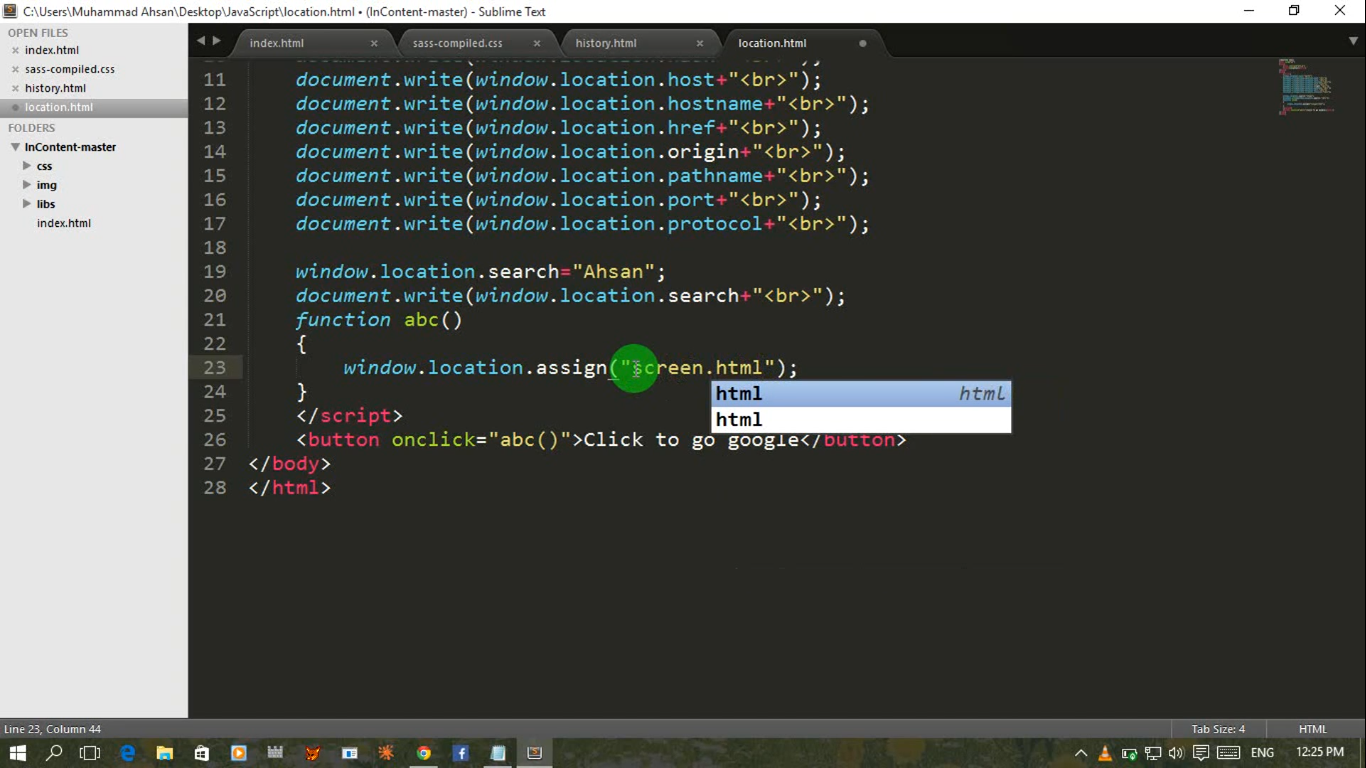 C:\Users\Muhammad Ahsan\Desktop\JavaScript\location.html • (InContent-master) - Sublime Text
OPEN FILES
index.html
sass-compiled.css
history.html
location.html
FOLDERS
InContent-master
css
img
libs
index.html
index.html sass-compiled.css history.html location.html
11 document.write(window.location.host+"<br>");
12 document.write(window.location.hostname+"<br>");
13 document.write(window.location.href+"<br>");
14 document.write(window.location.origin+"<br>");
15 document.write(window.location.pathname+"<br>");
16 document.write(window.location.port+"<br>");
17 document.write(window.location.protocol+"<br>");
18
19 window.location.search="Ahsan";
20 document.write(window.location.search+"<br>");
21 function abc()
22 {
23 window.location.assign("screen.html");
html html
html
24 }
25 </script>
26 <button onclick="abc()">Click to go google</button>
27 </body>
28 </html>
Line 23, Column 44
Tab Size: 4
HTML
ENG
12:25 PM